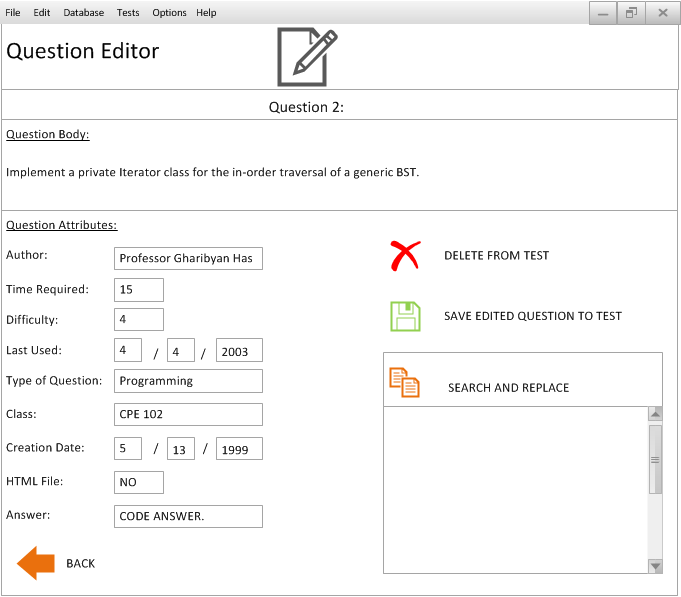 File Edit Database Tests Options Help
Question Editor
Question 2:
Question Body:
Implement a private Iterator class for the in-order traversal of a generic BST.
Question Attributes:
Author: Professor Gharibyan Has
Time Required: 15
Difficulty: 4
Last Used: 4 / 4 / 2003
Type of Question: Programming
Class: CPE 102
Creation Date: 5 / 13 / 1999
HTML File: NO
Answer: CODE ANSWER.
BACK
DELETE FROM TEST
SAVE EDITED QUESTION TO TEST
SEARCH AND REPLACE